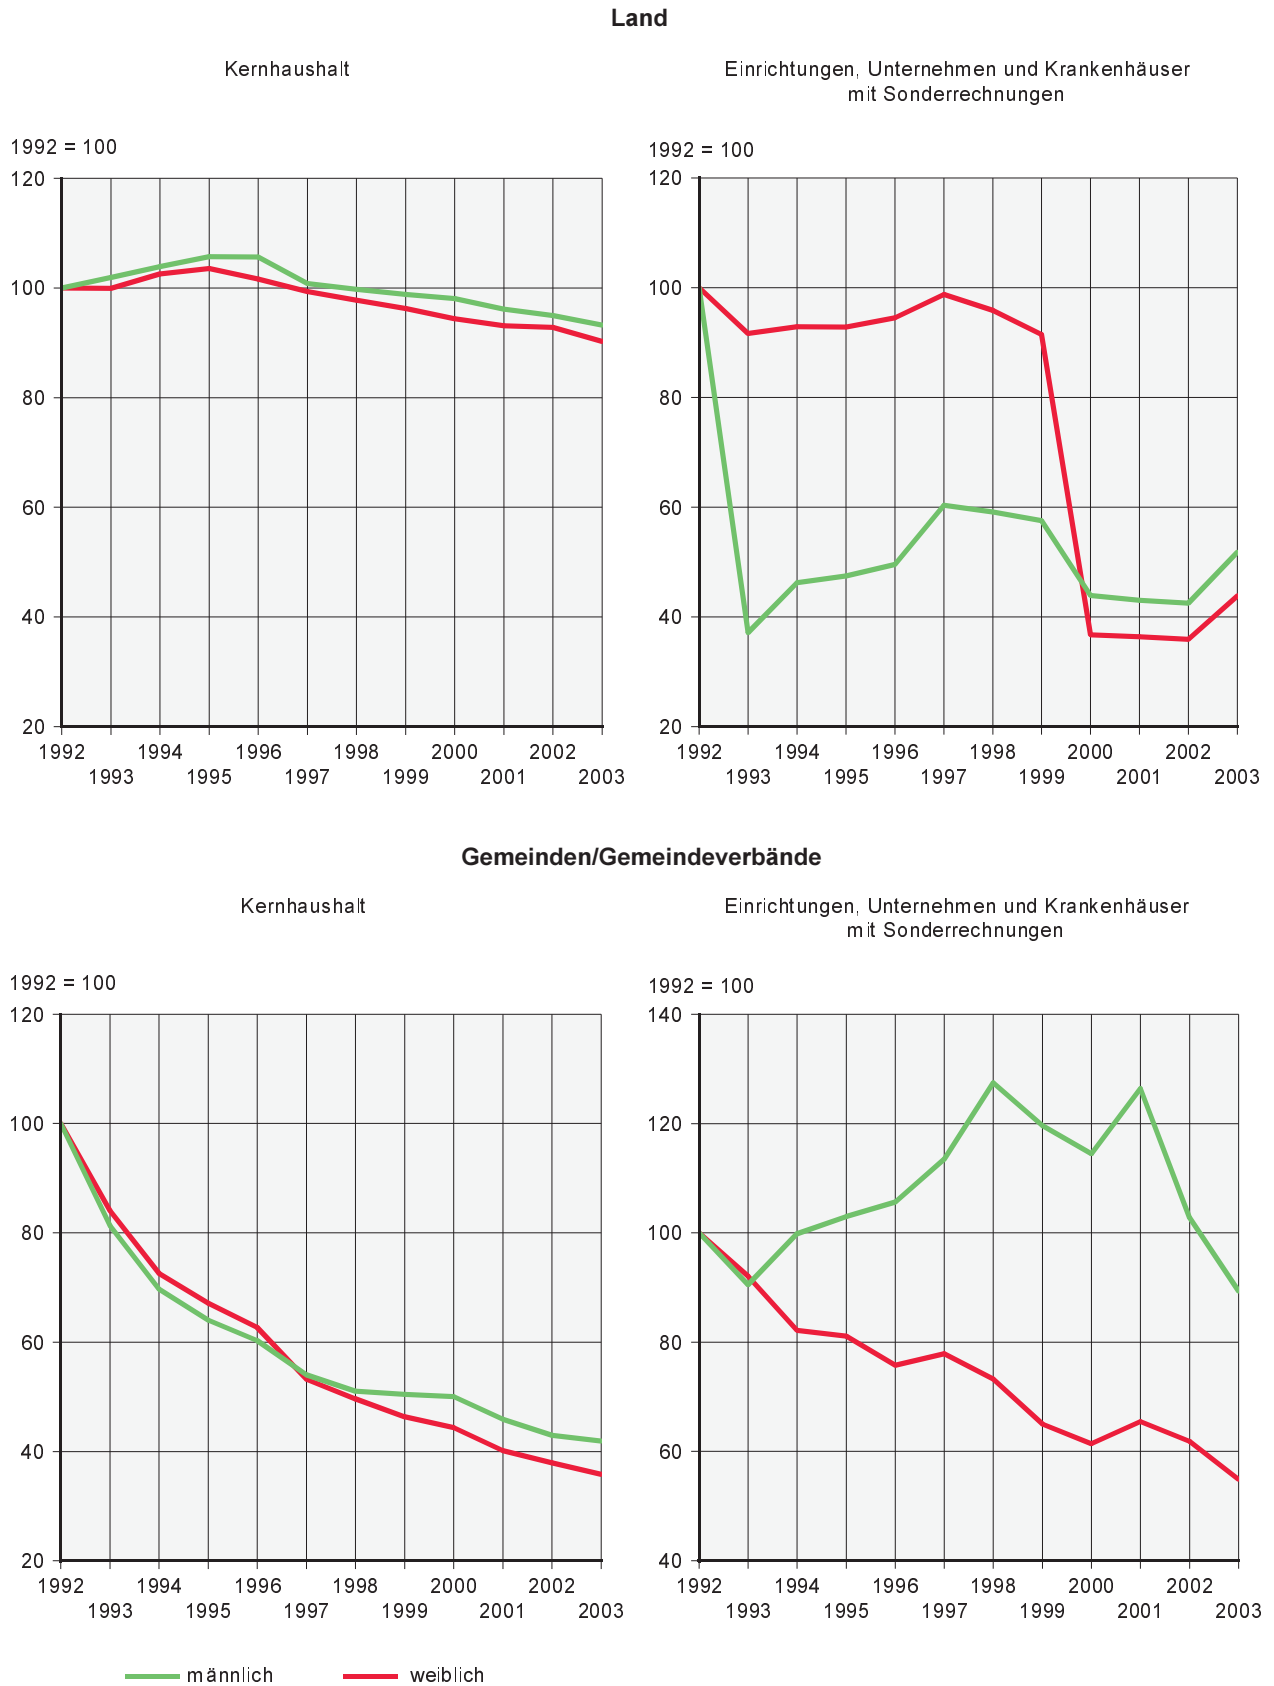 Land
Kernhaushalt
Einrichtungen, Unternehmen und Krankenhäuser
mit Sonderrechnungen
1992 = 100
1992 = 100
120
100
80
60
40
20
1992 1994 1996 1998 2000 2002
1993 1995 1997 1999 2001 2003
120
100
80
60
40
20
1992 1994 1996 1998 2000 2002
1993 1995 1997 1999 2001 2003
Gemeinden/Gemeindeverbände
Kernhaushalt
Einrichtungen, Unternehmen und Krankenhäuser
mit Sonderrechnungen
1992 = 100
1992 = 100
120
100
80
60
40
20
1992 1994 1996 1998 2000 2002
1993 1995 1997 1999 2001 2003
140
120
100
80
60
40
1992 1994 1996 1998 2000 2002
1993 1995 1997 1999 2001 2003
männlich weiblich